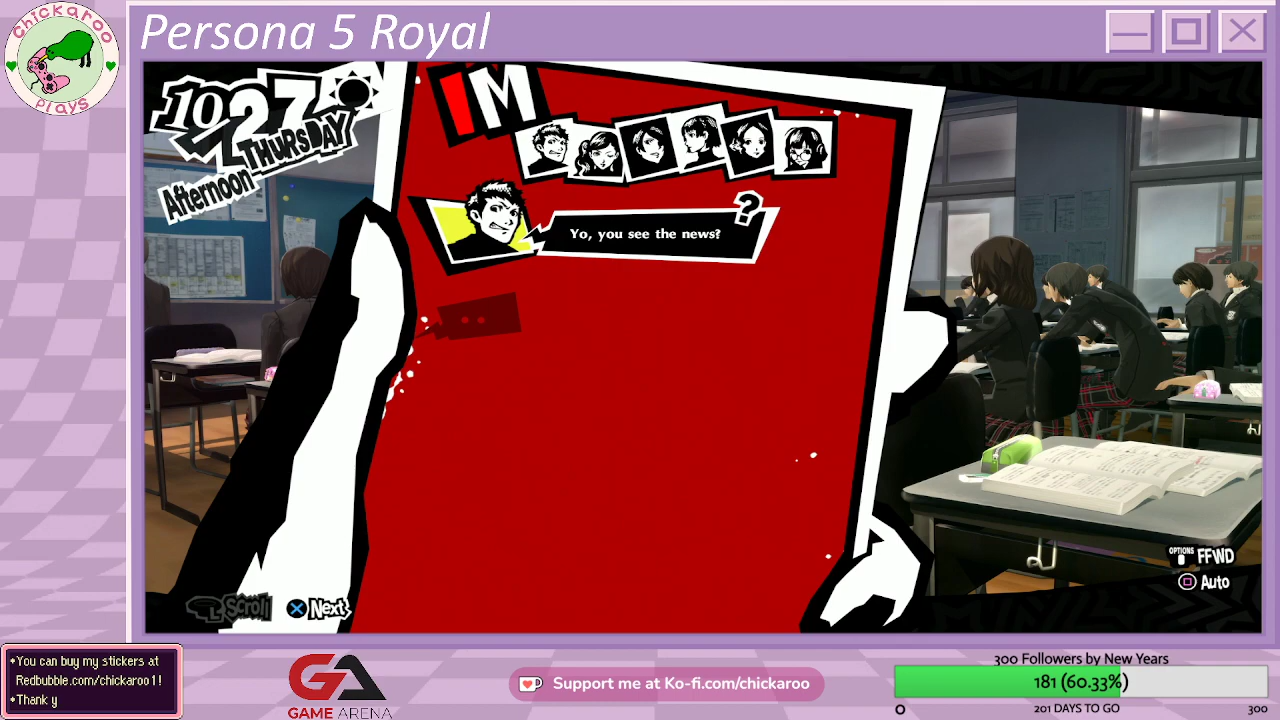 Chickaroo
plays
Persona 5 Royal
10 27
THURSDAY
Afternoon
IM
Yo, you see the news?
?
Scroll
Next
OPTIONS
FFWD
Auto
•You can buy my stickers at
Redbubble.com/chickaroo1!
•Thank y
GA
GAME ARENA
Support me at Ko-fi.com/chickaroo
300 Followers by New Years
181 (60.33%)
0
201 DAYS TO GO
300